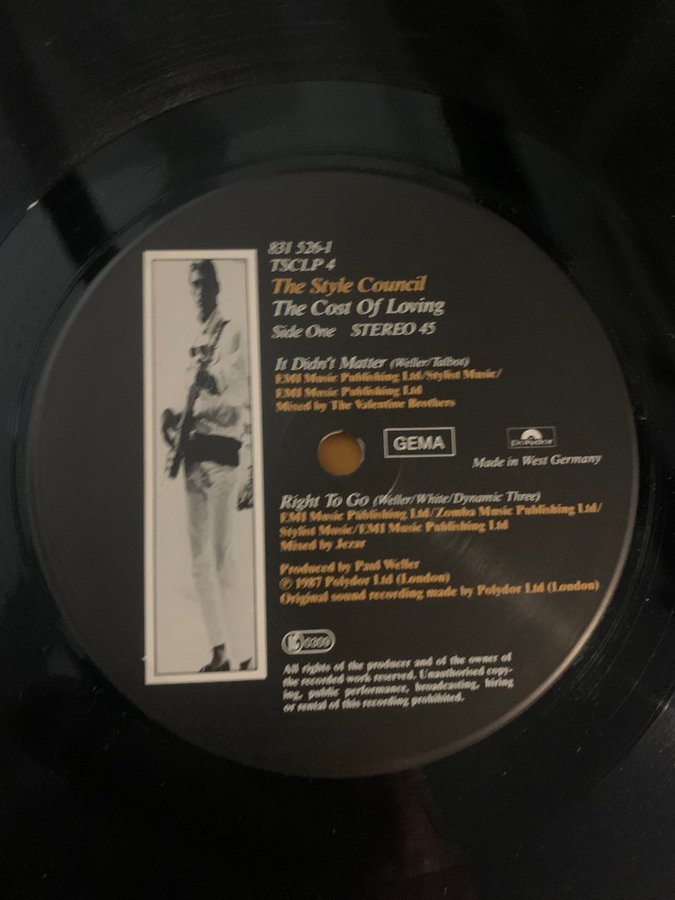 831 526-1
TSCLP 4
The Style Council
The Cost Of Loving
Side One STEREO 45
It Didn't Matter (Weller/Talbot)
EMI Music Publishing Ltd/Stylist Music/
EMI Music Publishing Ltd
Mixed by The Valentine Brothers
GEMA
Polydor
Made in West Germany
Right To Go (Weller/White/Dynamic Three)
EMI Music Publishing Ltd/Zomba Music Publishing Ltd/
Stylist Music/EMI Music Publishing Ltd
Mixed by Jezar
Produced by Paul Weller
℗ 1987 Polydor Ltd (London)
Original sound recording made by Polydor Ltd (London)
LC 0309
All rights of the producer and of the owner of
the recorded work reserved. Unauthorised copy-
ing, public performance, broadcasting, hiring
or rental of this recording prohibited.